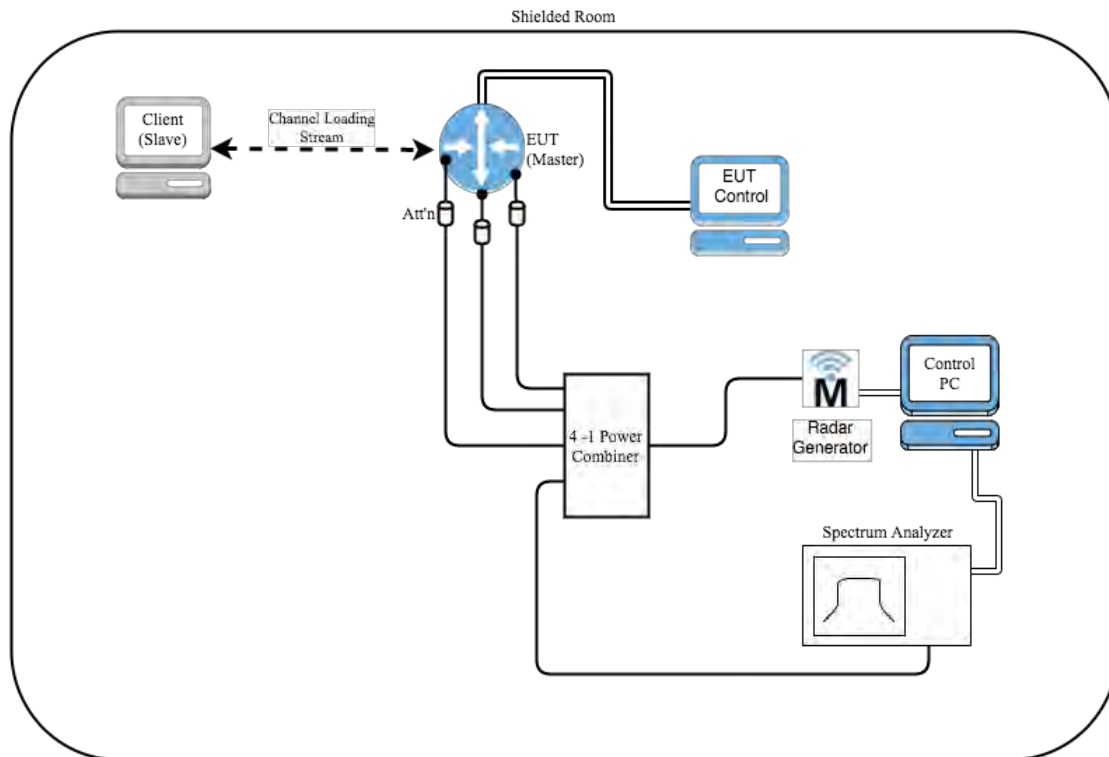 Shielded Room
Client
(Slave)
Channel Loading
Stream
EUT
(Master)
Att'n
EUT
Control
4 -1 Power
Combiner
M
Radar
Generator
Control
PC
Spectrum Analyzer